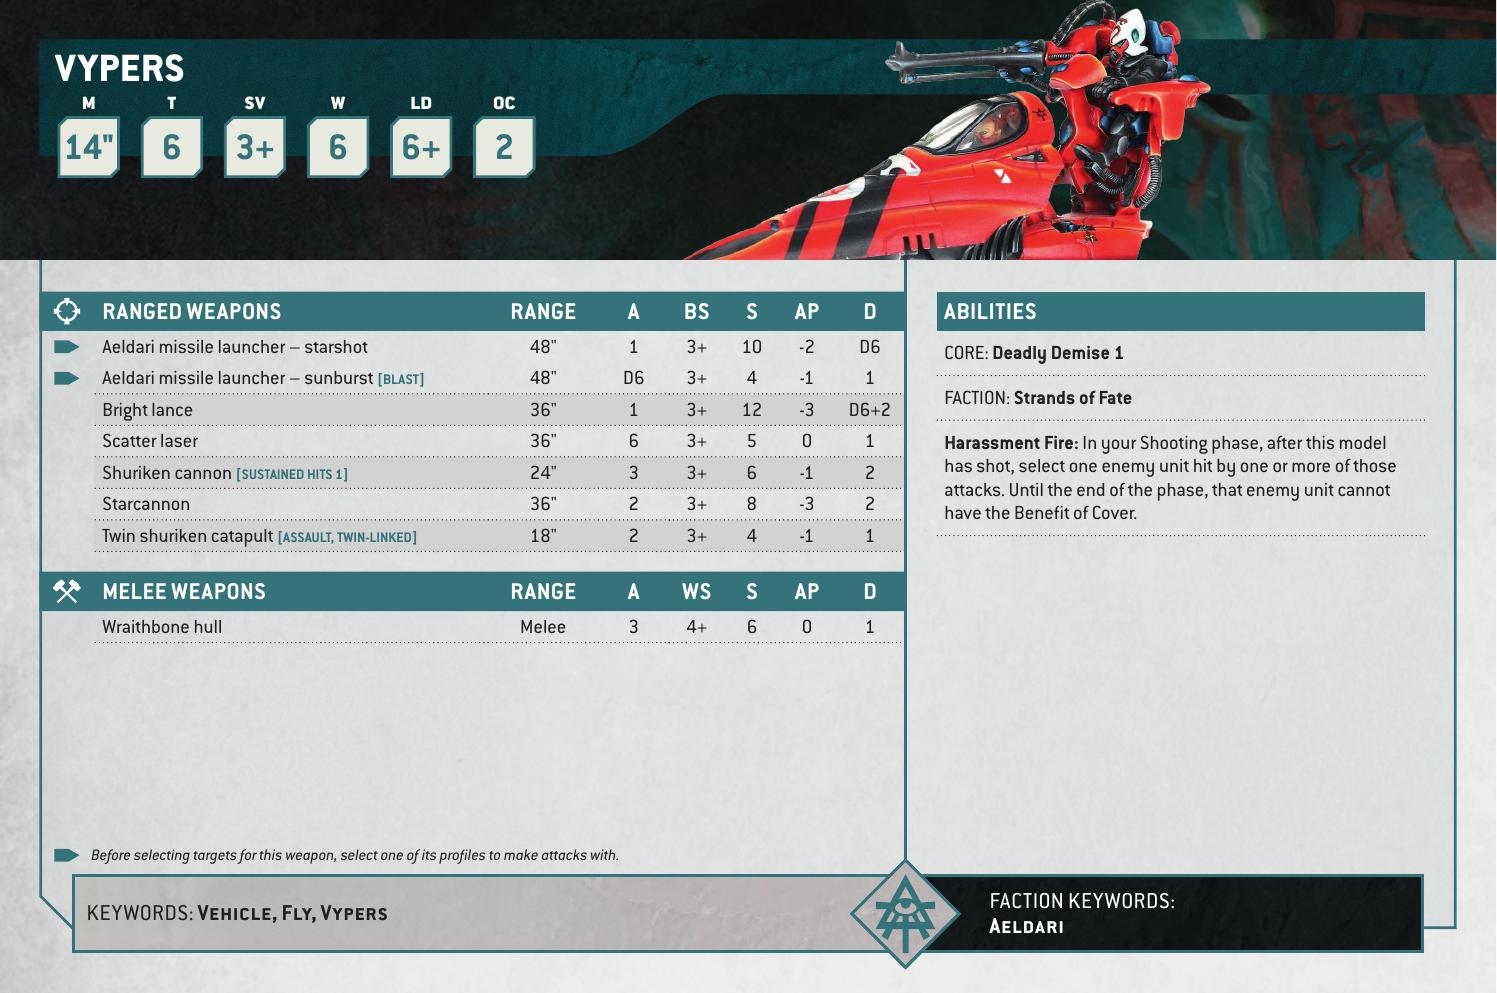 VYPERS
M T SV W LD OC
14" 6 3+ 6 6+ 2
RANGED WEAPONS RANGE A BS S AP D
Aeldari missile launcher – starshot 48" 1 3+ 10 -2 D6
Aeldari missile launcher – sunburst [BLAST] 48" D6 3+ 4 -1 1
Bright lance 36" 1 3+ 12 -3 D6+2
Scatter laser 36" 6 3+ 5 0 1
Shuriken cannon [SUSTAINED HITS 1] 24" 3 3+ 6 -1 2
Starcannon 36" 2 3+ 8 -3 2
Twin shuriken catapult [ASSAULT, TWIN-LINKED] 18" 2 3+ 4 -1 1
MELEE WEAPONS RANGE A WS S AP D
Wraithbone hull Melee 3 4+ 6 0 1
Before selecting targets for this weapon, select one of its profiles to make attacks with.
KEYWORDS: VEHICLE, FLY, VYPERS
ABILITIES
CORE: Deadly Demise 1
FACTION: Strands of Fate
Harassment Fire: In your Shooting phase, after this model
has shot, select one enemy unit hit by one or more of those
attacks. Until the end of the phase, that enemy unit cannot
have the Benefit of Cover.
FACTION KEYWORDS:
AELDARI